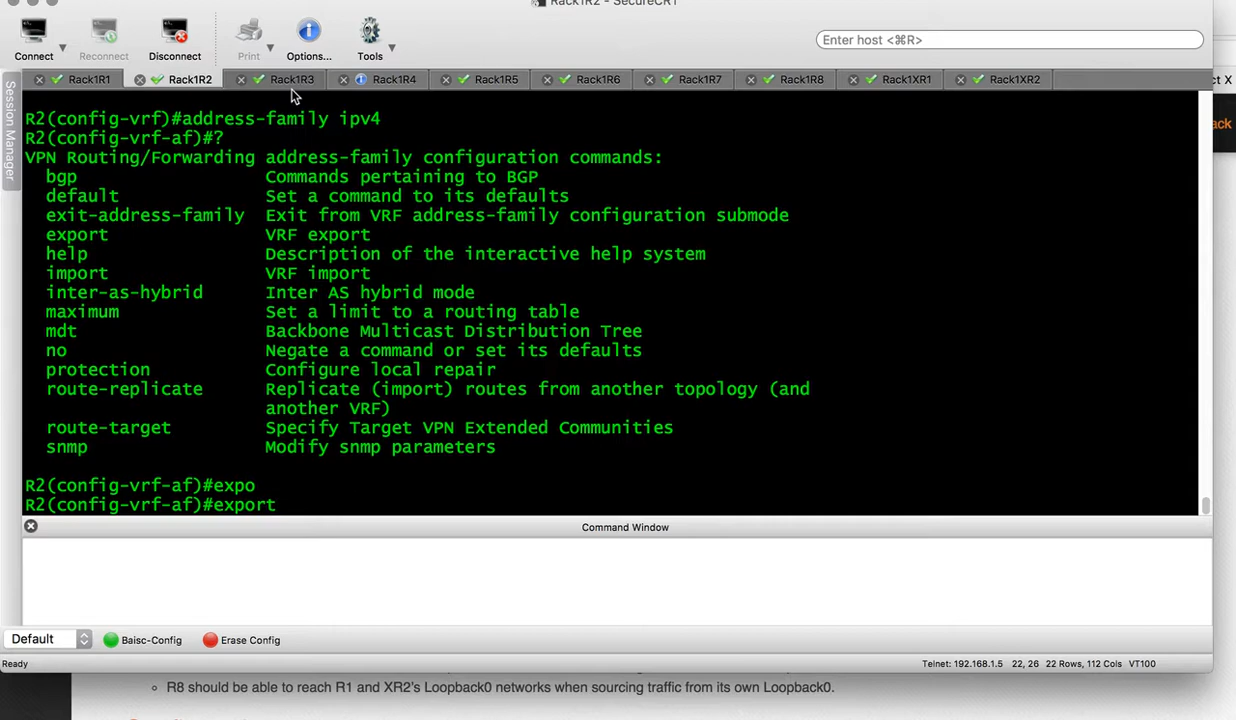 Rack1R2 - SecureCRT
Connect
Reconnect
Disconnect
Print
Options...
Tools
Enter host <⌘R>
Session Manager
Rack1R1
Rack1R2
Rack1R3
Rack1R4
Rack1R5
Rack1R6
Rack1R7
Rack1R8
Rack1XR1
Rack1XR2
ct X
ack
R2(config-vrf)#address-family ipv4
R2(config-vrf-af)#?
VPN Routing/Forwarding address-family configuration commands:
bgp Commands pertaining to BGP
default Set a command to its defaults
exit-address-family Exit from VRF address-family configuration submode
export VRF export
help Description of the interactive help system
import VRF import
inter-as-hybrid Inter AS hybrid mode
maximum Set a limit to a routing table
mdt Backbone Multicast Distribution Tree
no Negate a command or set its defaults
protection Configure local repair
route-replicate Replicate (import) routes from another topology (and
another VRF)
route-target Specify Target VPN Extended Communities
snmp Modify snmp parameters
R2(config-vrf-af)#expo
R2(config-vrf-af)#export
Command Window
Default
Baisc-Config
Erase Config
Ready
Telnet: 192.168.1.5 22, 26 22 Rows, 112 Cols VT100
R8 should be able to reach R1 and XR2's Loopback0 networks when sourcing traffic from its own Loopback0.